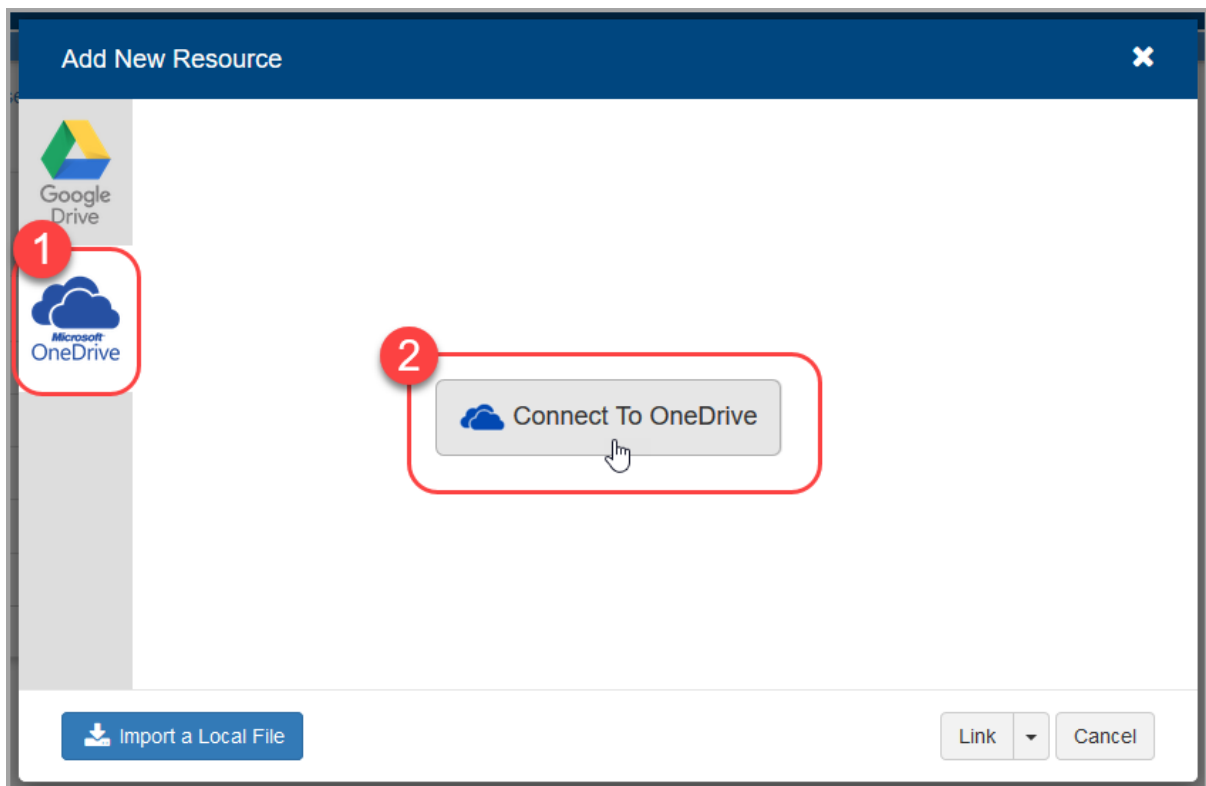 Add New Resource
Google
Drive
1
Microsoft
OneDrive
2
Connect To OneDrive
Import a Local File
Link
Cancel